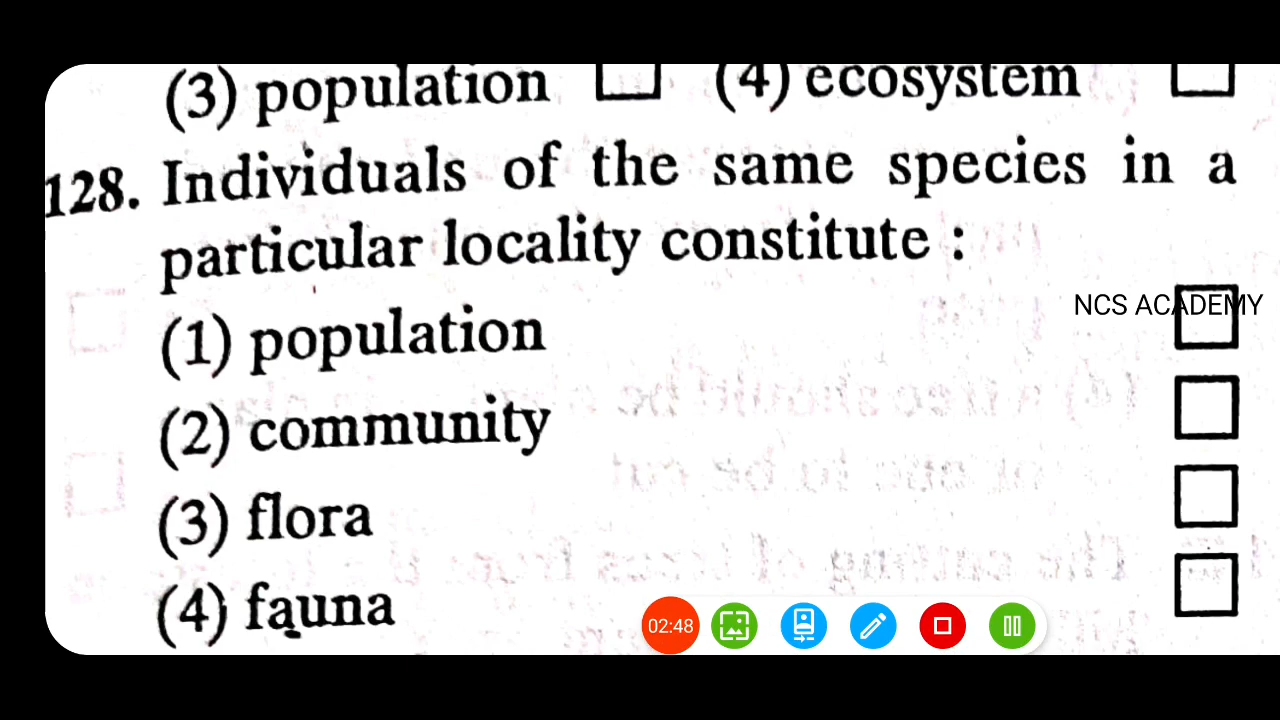 (3) population (4) ecosystem
128. Individuals of the same species in a
particular locality constitute :
NCS ACADEMY
(1) population
(2) community
(3) flora
(4) fauna
02:48